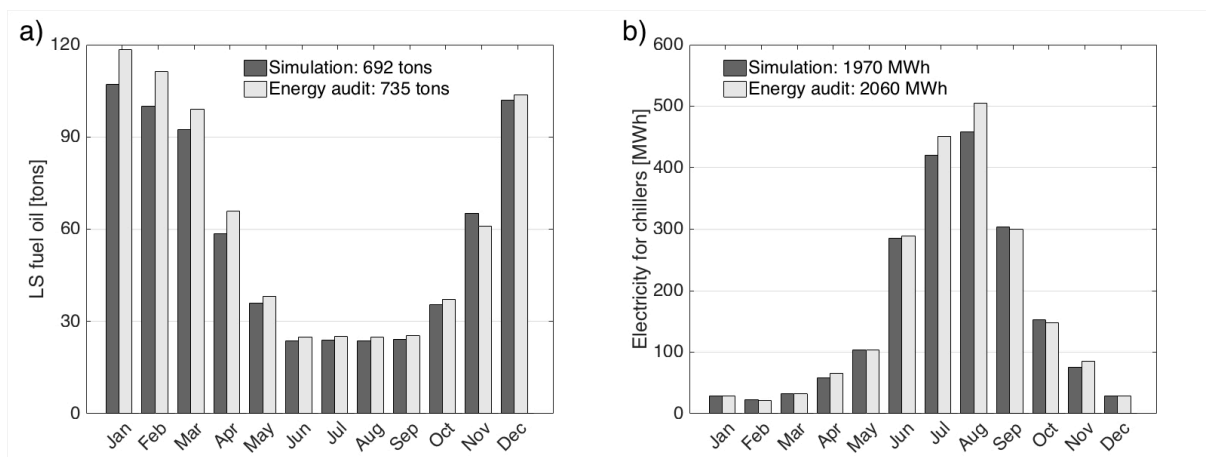 a)
LS fuel oil [tons]
120
90
60
30
0
Simulation: 692 tons
Energy audit: 735 tons
Jan Feb Mar Apr May Jun Jul Aug Sep Oct Nov Dec
b)
Electricity for chillers [MWh]
600
500
400
300
200
100
0
Simulation: 1970 MWh
Energy audit: 2060 MWh
Jan Feb Mar Apr May Jun Jul Aug Sep Oct Nov Dec